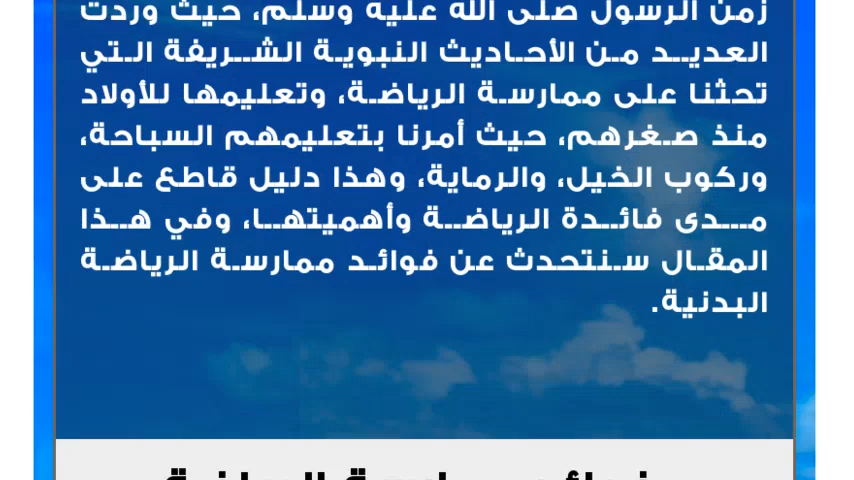 زمن الرسول صلى الله عليه وسلم، حيث وردت
العديد من الأحاديث النبوية الشريفة التي
تحثنا على ممارسة الرياضة، وتعليمها للأولاد
منذ صغرهم، حيث أمرنا بتعليمهم السباحة،
وركوب الخيل، والرماية، وهذا دليل قاطع على
مدى فائدة الرياضة وأهميتها، وفي هذا
المقال سنتحدث عن فوائد ممارسة الرياضة
البدنية.